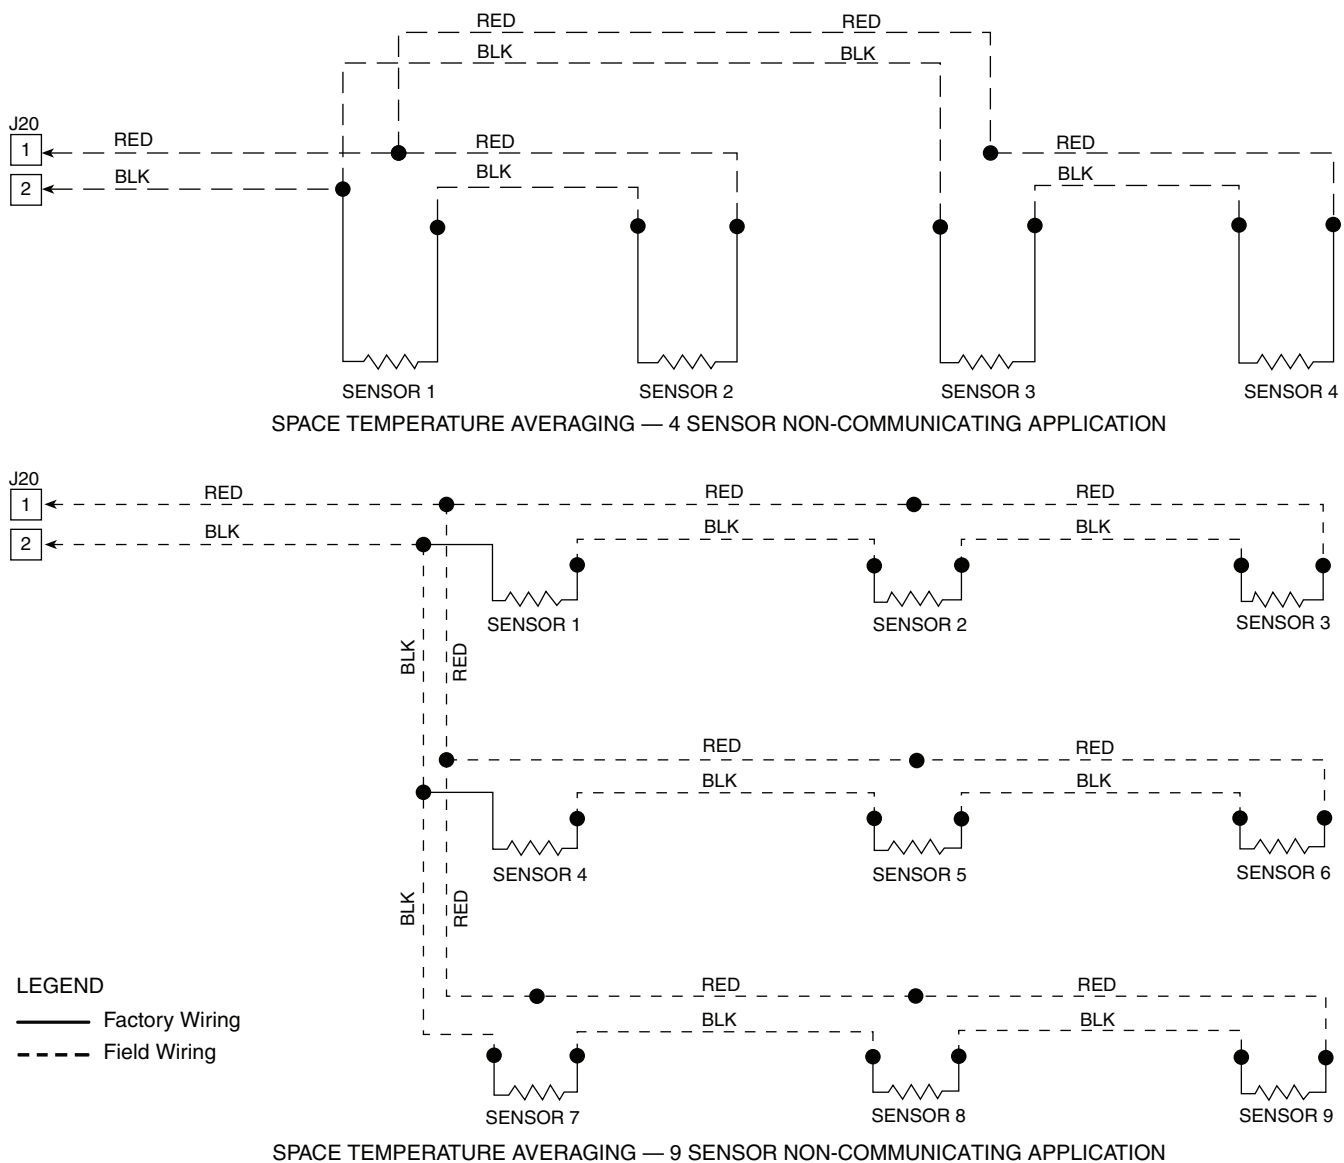 RED RED
BLK BLK
J20
1 RED RED RED
2 BLK BLK BLK
SENSOR 1 SENSOR 2 SENSOR 3 SENSOR 4
SPACE TEMPERATURE AVERAGING — 4 SENSOR NON-COMMUNICATING APPLICATION
J20
1 RED RED RED
2 BLK BLK BLK
SENSOR 1 SENSOR 2 SENSOR 3
BLK RED
RED RED
BLK BLK
SENSOR 4 SENSOR 5 SENSOR 6
BLK RED
RED RED
BLK BLK
SENSOR 7 SENSOR 8 SENSOR 9
LEGEND
Factory Wiring
Field Wiring
SPACE TEMPERATURE AVERAGING — 9 SENSOR NON-COMMUNICATING APPLICATION